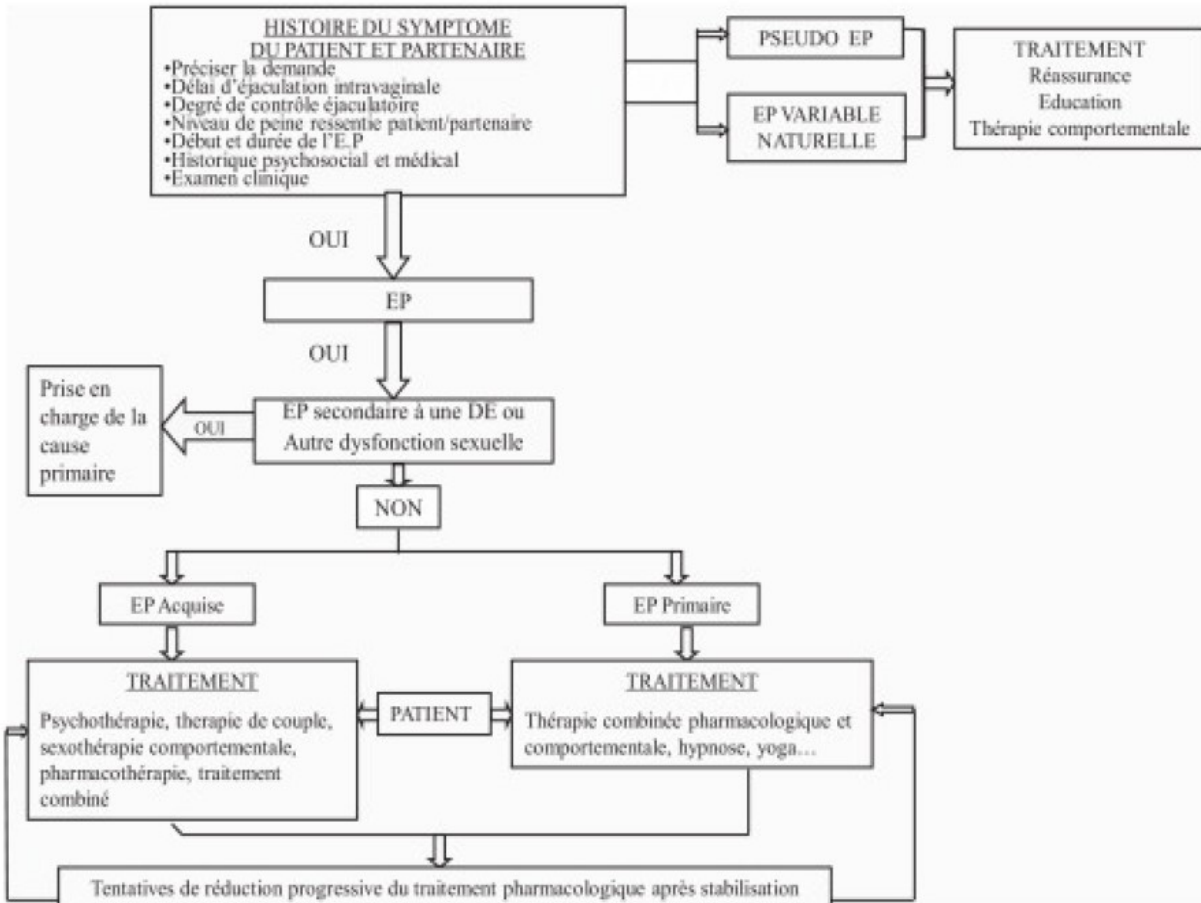 HISTOIRE DU SYMPTOME
DU PATIENT ET PARTENAIRE
•Préciser la demande
•Délai d'éjaculation intravaginale
•Degré de contrôle éjaculatoire
•Niveau de peine ressentie patient/partenaire
•Début et durée de l'E.P
•Historique psychosocial et médical
•Examen clinique
PSEUDO EP
EP VARIABLE
NATURELLE
TRAITEMENT
Réassurance
Education
Thérapie comportementale
OUI
EP
OUI
EP secondaire à une DE ou
Autre dysfonction sexuelle
OUI
Prise en
charge de la
cause
primaire
NON
EP Acquise
EP Primaire
TRAITEMENT
Psychothérapie, therapie de couple,
sexothérapie comportementale,
pharmacothérapie, traitement
combiné
PATIENT
TRAITEMENT
Thérapie combinée pharmacologique et
comportementale, hypnose, yoga…
Tentatives de réduction progressive du traitement pharmacologique après stabilisation